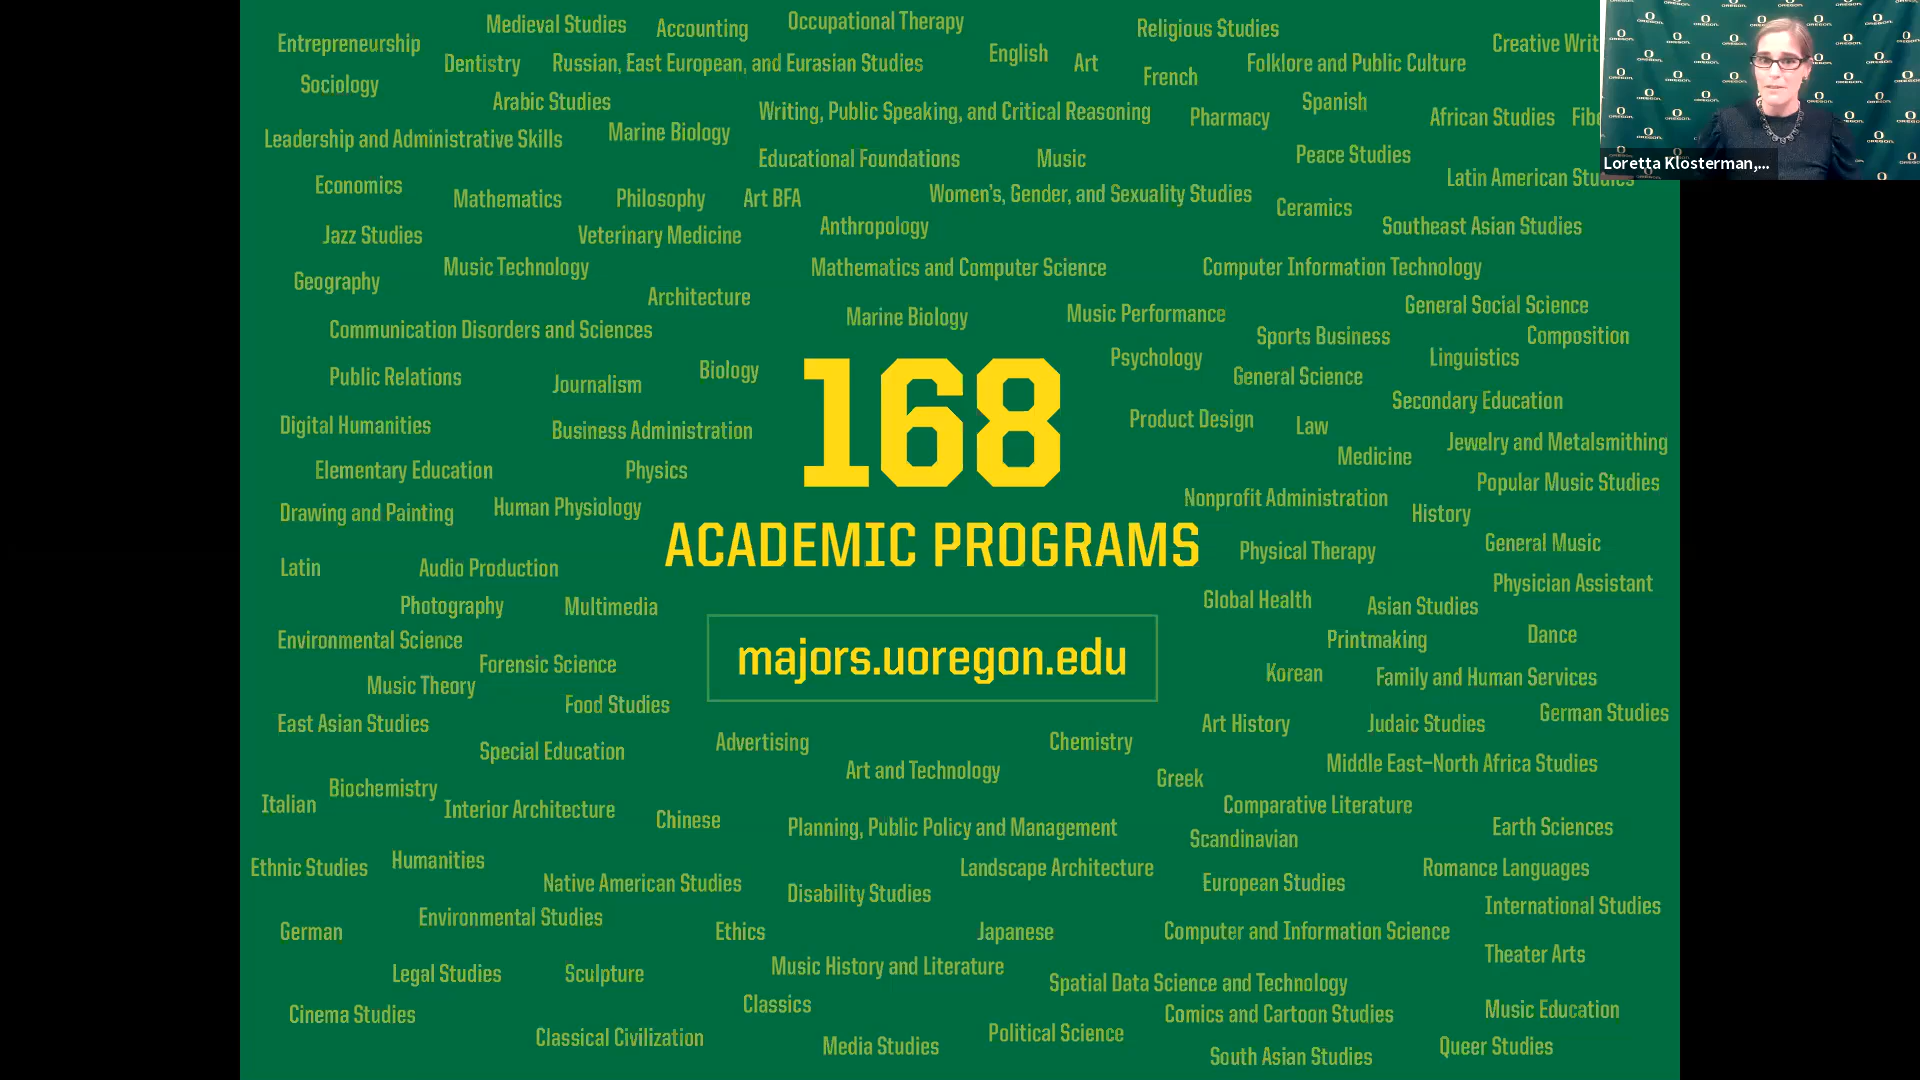 Medieval Studies
Accounting
Occupational Therapy
Religious Studies
Entrepreneurship
Creative Writ
Dentistry
Russian, East European, and Eurasian Studies
English
Art
French
Folklore and Public Culture
Sociology
Arabic Studies
Writing, Public Speaking, and Critical Reasoning
Pharmacy
Spanish
African Studies
Fib
Leadership and Administrative Skills
Marine Biology
Educational Foundations
Music
Peace Studies
Loretta Klosterman,...
Latin American Studies
Economics
Mathematics
Philosophy
Art BFA
Women's, Gender, and Sexuality Studies
Ceramics
Jazz Studies
Veterinary Medicine
Anthropology
Southeast Asian Studies
Geography
Music Technology
Mathematics and Computer Science
Computer Information Technology
Architecture
General Social Science
Communication Disorders and Sciences
Marine Biology
Music Performance
Sports Business
Composition
Public Relations
Journalism
Biology
168
Psychology
General Science
Linguistics
Secondary Education
Digital Humanities
Business Administration
Product Design
Law
Jewelry and Metalsmithing
Medicine
Elementary Education
Physics
Popular Music Studies
Nonprofit Administration
Drawing and Painting
Human Physiology
History
ACADEMIC PROGRAMS
Physical Therapy
General Music
Latin
Audio Production
Physician Assistant
Photography
Multimedia
Global Health
Asian Studies
Environmental Science
Printmaking
Dance
majors.uoregon.edu
Forensic Science
Music Theory
Korean
Family and Human Services
Food Studies
East Asian Studies
Art History
Judaic Studies
German Studies
Special Education
Advertising
Chemistry
Art and Technology
Greek
Middle East–North Africa Studies
Biochemistry
Italian
Interior Architecture
Chinese
Planning, Public Policy and Management
Comparative Literature
Scandinavian
Earth Sciences
Ethnic Studies
Humanities
Native American Studies
Disability Studies
Landscape Architecture
European Studies
Romance Languages
International Studies
German
Environmental Studies
Ethics
Japanese
Computer and Information Science
Theater Arts
Legal Studies
Sculpture
Music History and Literature
Spatial Data Science and Technology
Cinema Studies
Classics
Comics and Cartoon Studies
Music Education
Classical Civilization
Media Studies
Political Science
South Asian Studies
Queer Studies